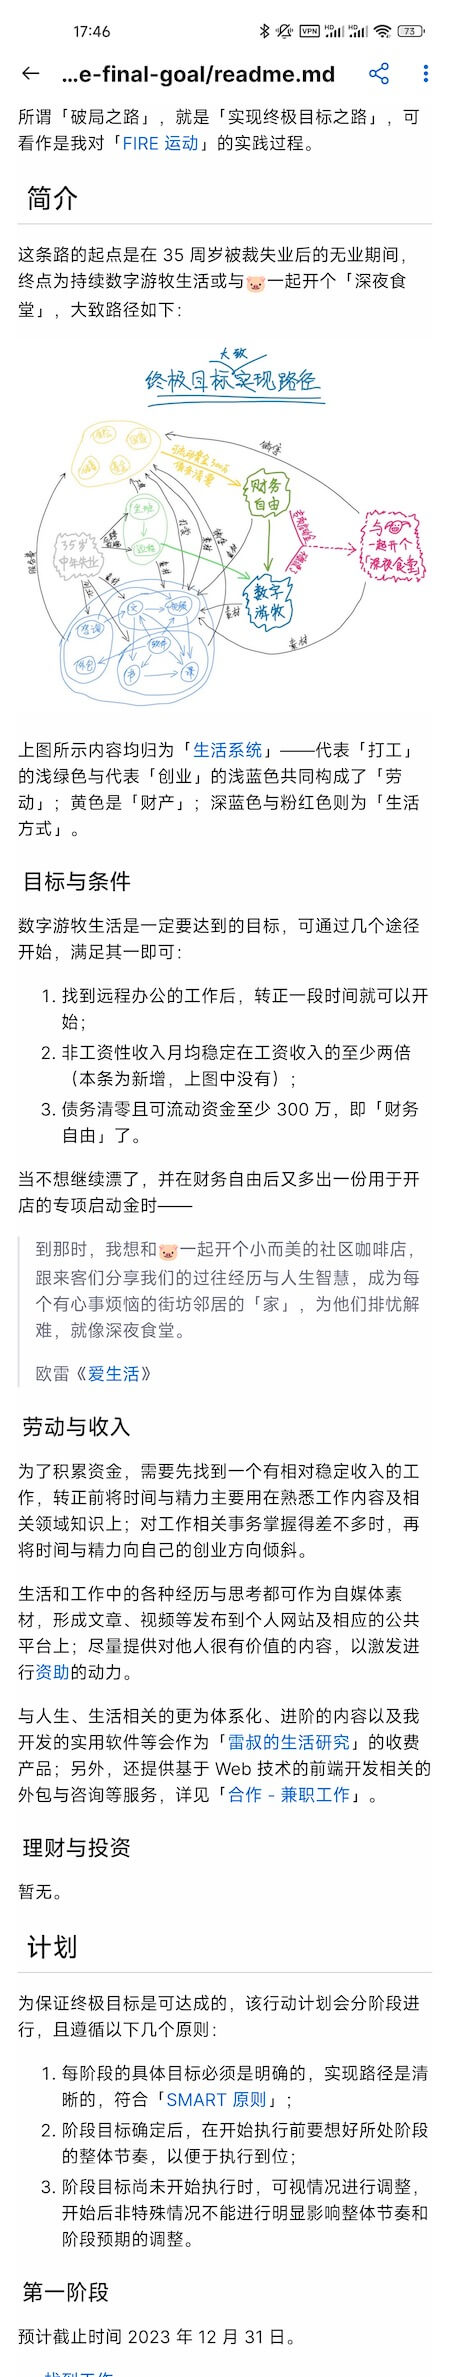 17:46
VPN
HD
HD
73
...e-final-goal/readme.md
所谓「破局之路」，就是「实现终极目标之路」，可
看作是我对「FIRE 运动」的实践过程。
简介
这条路的起点是在 35 周岁被裁失业后的无业期间，
终点为持续数字游牧生活或与🐷一起开个「深夜食
堂」，大致路径如下：
大致
终极目标实现路径
可流动资金300万
债务清零
财务
自由
35岁
中年失业
数字
游牧
与🐷
一起开个
「深夜食堂」
文
视频
软件
书
课
咨询
外包
素材
素材
上图所示内容均归为「生活系统」——代表「打工」
的浅绿色与代表「创业」的浅蓝色共同构成了「劳
动」；黄色是「财产」；深蓝色与粉红色则为「生活
方式」。
目标与条件
数字游牧生活是一定要达到的目标，可通过几个途径
开始，满足其一即可：
1. 找到远程办公的工作后，转正一段时间就可以开
始；
2. 非工资性收入月均稳定在工资收入的至少两倍
（本条为新增，上图中没有）；
3. 债务清零且可流动资金至少 300 万，即「财务
自由」了。
当不想继续漂了，并在财务自由后又多出一份用于开
店的专项启动金时——
到那时，我想和🐷一起开个小而美的社区咖啡店，
跟来客们分享我们的过往经历与人生智慧，成为每
个有心事烦恼的街坊邻居的「家」，为他们排忧解
难，就像深夜食堂。
欧雷《爱生活》
劳动与收入
为了积累资金，需要先找到一个有相对稳定收入的工
作，转正前将时间与精力主要用在熟悉工作内容及相
关领域知识上；对工作相关事务掌握得差不多时，再
将时间与精力向自己的创业方向倾斜。
生活和工作中的各种经历与思考都可作为自媒体素
材，形成文章、视频等发布到个人网站及相应的公共
平台上；尽量提供对他人很有价值的内容，以激发进
行资助的动力。
与人生、生活相关的更为体系化、进阶的内容以及我
开发的实用软件等会作为「雷叔的生活研究」的收费
产品；另外，还提供基于 Web 技术的前端开发相关的
外包与咨询等服务，详见「合作 - 兼职工作」。
理财与投资
暂无。
计划
为保证终极目标是可达成的，该行动计划会分阶段进
行，且遵循以下几个原则：
1. 每阶段的具体目标必须是明确的，实现路径是清
晰的，符合「SMART 原则」；
2. 阶段目标确定后，在开始执行前要想好所处阶段
的整体节奏，以便于执行到位；
3. 阶段目标尚未开始执行时，可视情况进行调整，
开始后非特殊情况不能进行明显影响整体节奏和
阶段预期的调整。
第一阶段
预计截止时间 2023 年 12 月 31 日。
找到工作